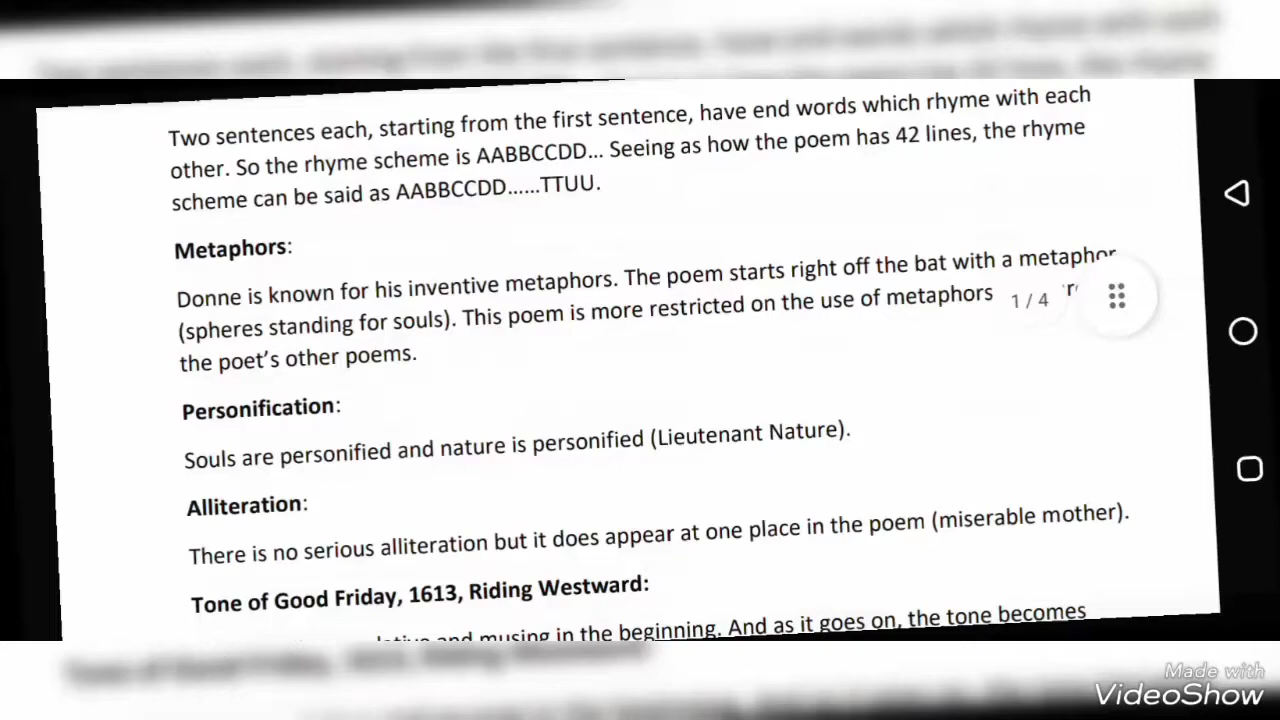 Two sentences each, starting from the first sentence, have end words which rhyme with each
other. So the rhyme scheme is AABBCCDD... Seeing as how the poem has 42 lines, the rhyme
scheme can be said as AABBCCDD......TTUU.
Metaphors:
Donne is known for his inventive metaphors. The poem starts right off the bat with a metaphor
(spheres standing for souls). This poem is more restricted on the use of metaphors
1 / 4
the poet's other poems.
Personification:
Souls are personified and nature is personified (Lieutenant Nature).
Alliteration:
There is no serious alliteration but it does appear at one place in the poem (miserable mother).
Tone of Good Friday, 1613, Riding Westward:
and musing in the beginning. And as it goes on, the tone becomes
Made with
VideoShow